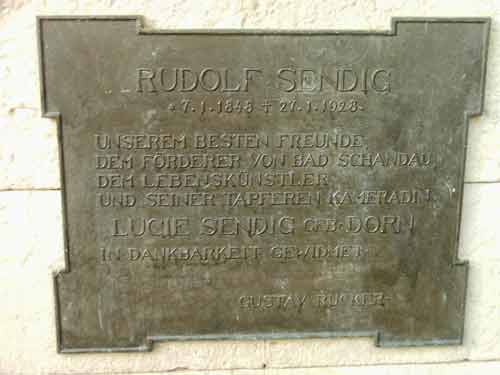 RUDOLF SENDIG
* 7.1.1848 ✝ 27.1.1928
UNSEREM BESTEN FREUNDE
DEM FÖRDERER VON BAD SCHANDAU,
DEM LEBENSKÜNSTLER
UND SEINER TAPFEREN KAMERADIN
LUCIE SENDIG GEB. DORN
IN DANKBARKEIT GEWIDMET
GUSTAV RÜCKER